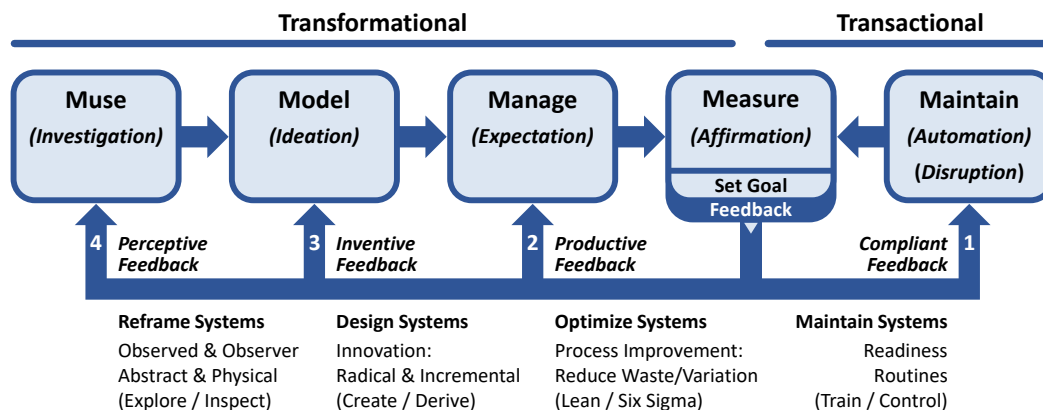 Transformational
Transactional
Muse
(Investigation)
Model
(Ideation)
Manage
(Expectation)
Measure
(Affirmation)
Set Goal
Feedback
Maintain
(Automation)
(Disruption)
4
Perceptive
Feedback
3
Inventive
Feedback
2
Productive
Feedback
Compliant
Feedback
1
Reframe Systems
Observed & Observer
Abstract & Physical
(Explore / Inspect)
Design Systems
Innovation:
Radical & Incremental
(Create / Derive)
Optimize Systems
Process Improvement:
Reduce Waste/Variation
(Lean / Six Sigma)
Maintain Systems
Readiness
Routines
(Train / Control)